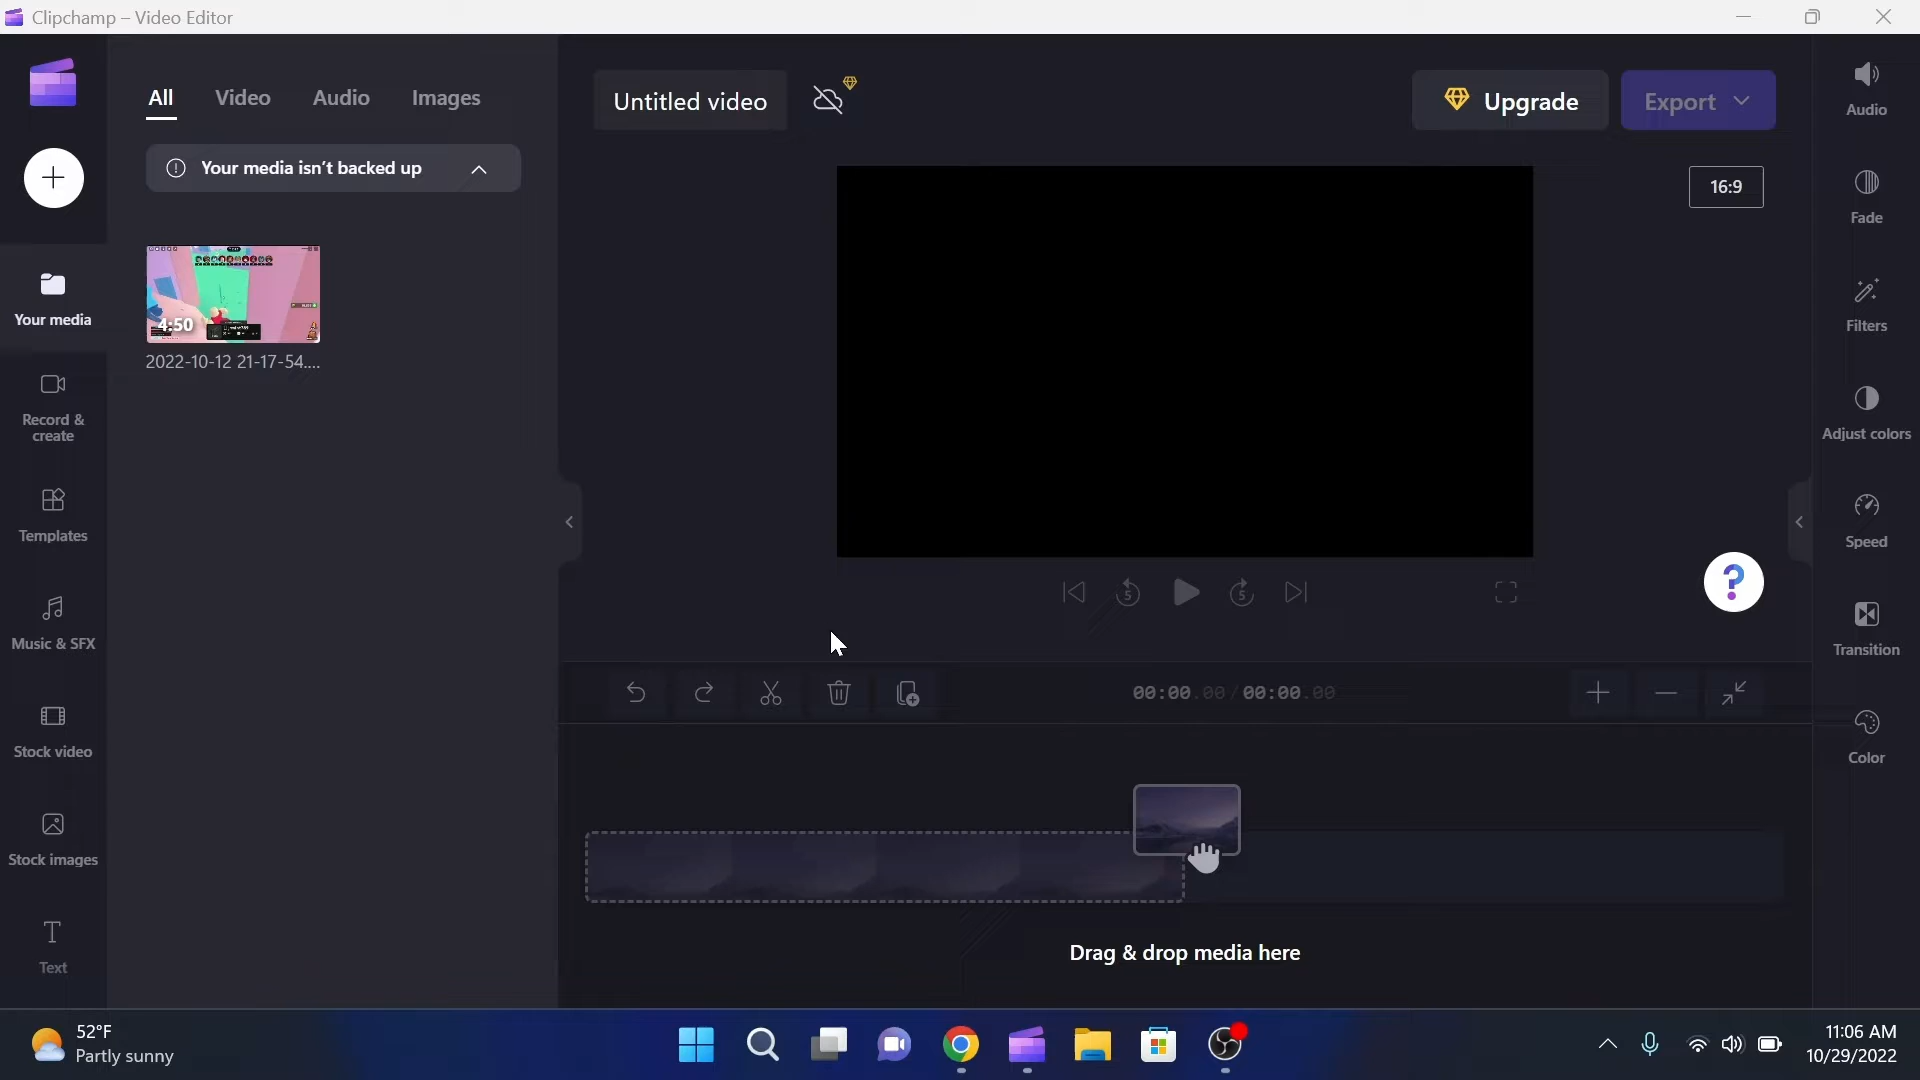 Clipchamp – Video Editor
All Video Audio Images
Your media isn't backed up
4:50
2022-10-12 21-17-54....
Your media
Record &
create
Templates
Music & SFX
Stock video
Stock images
Text
Untitled video
Upgrade
Export
16:9
5
5
?
00:00.00/00:00.00
Drag & drop media here
Audio
Fade
Filters
Adjust colors
Speed
Transition
Color
52°F
Partly sunny
11:06 AM
10/29/2022